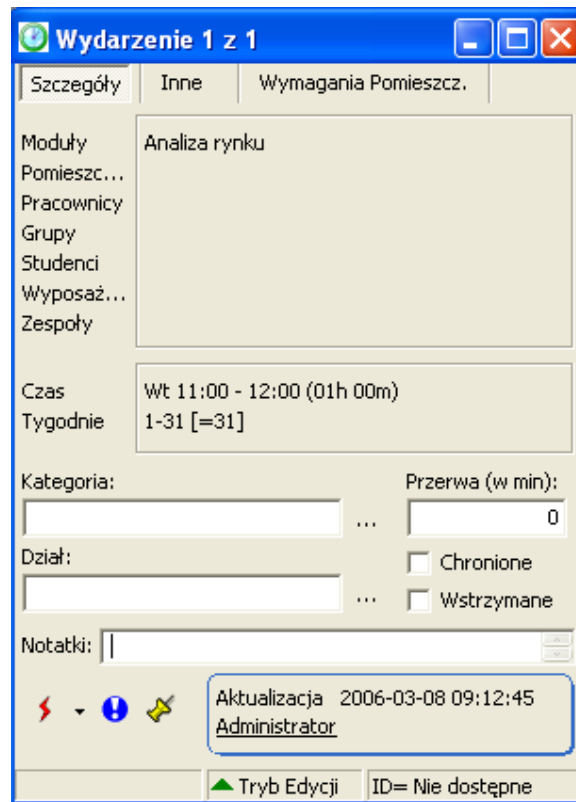 Wydarzenie 1 z 1
Szczegóły Inne Wymagania Pomieszcz.
Moduły Analiza rynku
Pomieszc...
Pracownicy
Grupy
Studenci
Wyposaż...
Zespoły
Czas Wt 11:00 - 12:00 (01h 00m)
Tygodnie 1-31 [=31]
Kategoria: Przerwa (w min):
... 0
Dział: Chronione
... Wstrzymane
Notatki:
Aktualizacja 2006-03-08 09:12:45
Administrator
Tryb Edycji ID= Nie dostępne